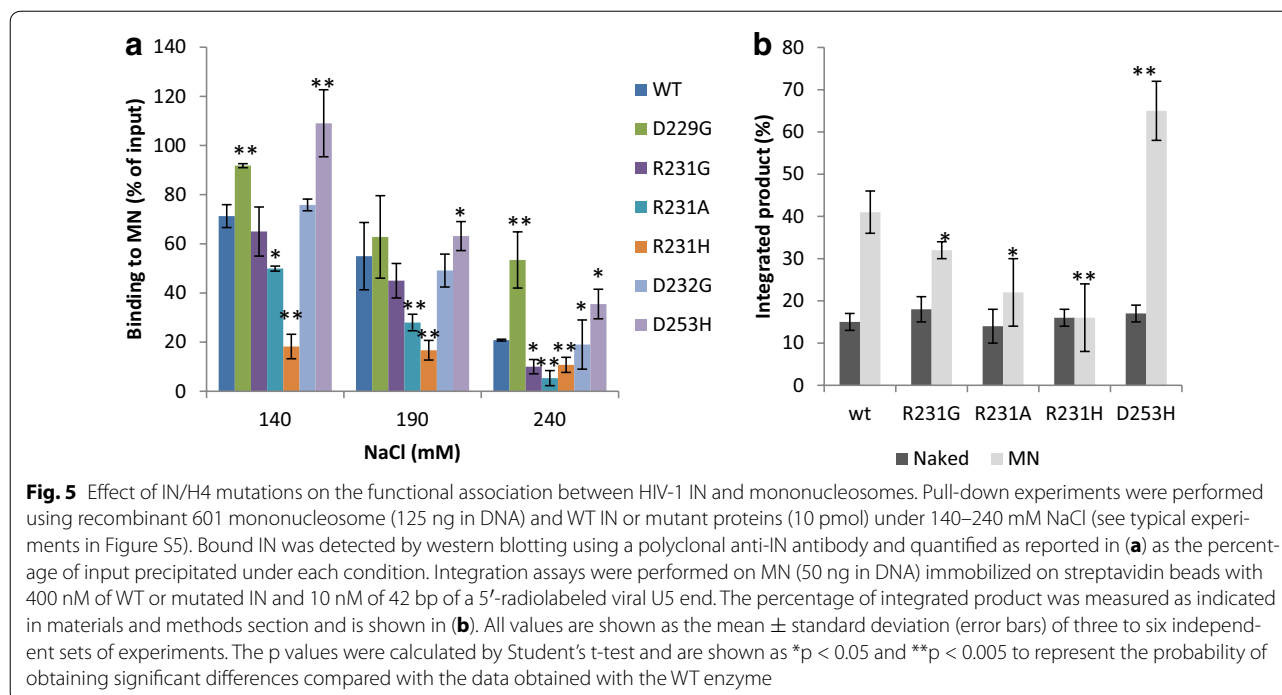 a
140
120
100
80
60
40
20
0
Binding to MN (% of input)
**
*
**
**
**
**
*
**
*
**
**
*
*
140
190
240
NaCl (mM)
WT
D229G
R231G
R231A
R231H
D232G
D253H
b
80
70
60
50
40
30
20
10
0
Integrated product (%)
*
*
**
**
wt
R231G
R231A
R231H
D253H
Naked
MN
Fig. 5 Effect of IN/H4 mutations on the functional association between HIV-1 IN and mononucleosomes. Pull-down experiments were performed
using recombinant 601 mononucleosome (125 ng in DNA) and WT IN or mutant proteins (10 pmol) under 140–240 mM NaCl (see typical experi-
ments in Figure S5). Bound IN was detected by western blotting using a polyclonal anti-IN antibody and quantified as reported in (a) as the percent-
age of input precipitated under each condition. Integration assays were performed on MN (50 ng in DNA) immobilized on streptavidin beads with
400 nM of WT or mutated IN and 10 nM of 42 bp of a 5′-radiolabeled viral U5 end. The percentage of integrated product was measured as indicated
in materials and methods section and is shown in (b). All values are shown as the mean ± standard deviation (error bars) of three to six independ-
ent sets of experiments. The p values were calculated by Student's t-test and are shown as *p < 0.05 and **p < 0.005 to represent the probability of
obtaining significant differences compared with the data obtained with the WT enzyme